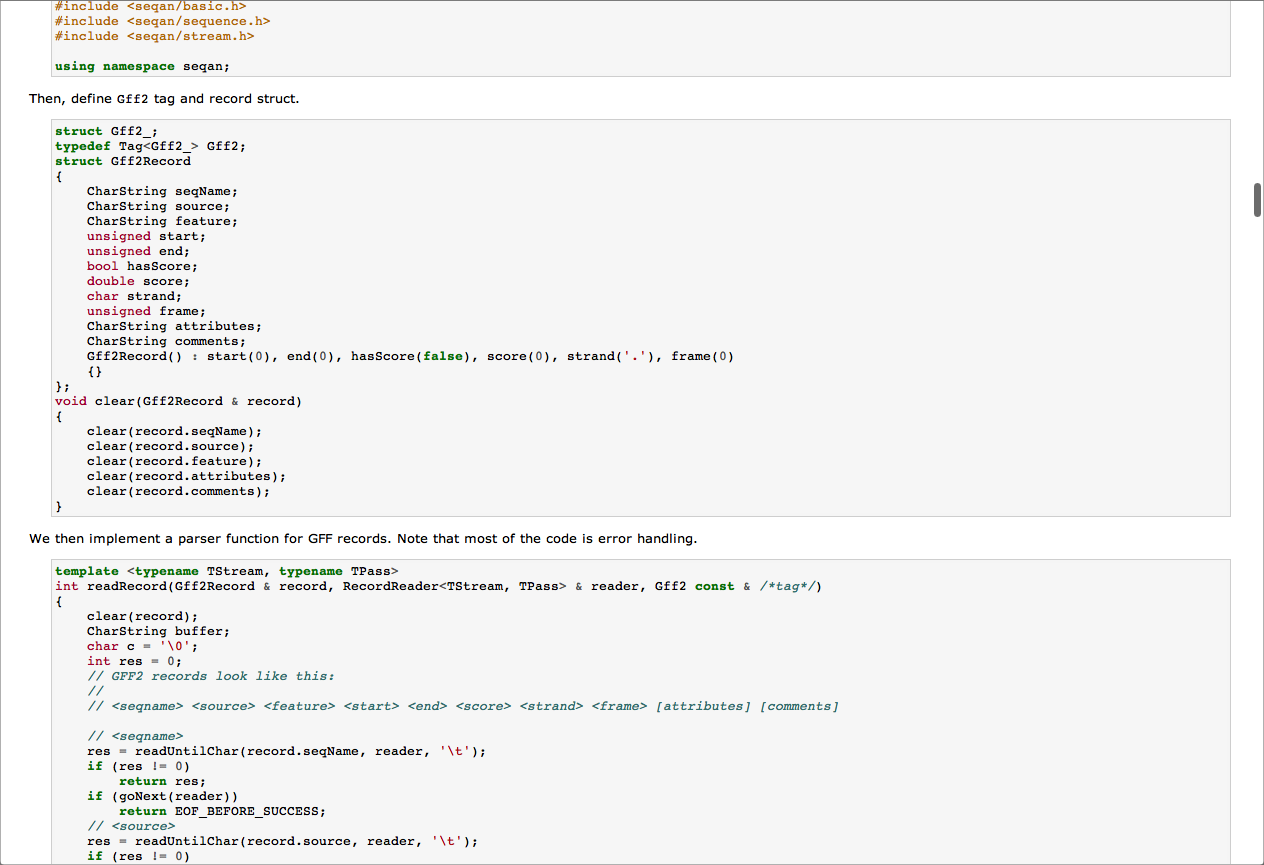 #include <seqan/basic.h>
#include <seqan/sequence.h>
#include <seqan/stream.h>

using namespace seqan;

Then, define Gff2 tag and record struct.

struct Gff2_;
typedef Tag<Gff2_> Gff2;
struct Gff2Record
{
    CharString seqName;
    CharString source;
    CharString feature;
    unsigned start;
    unsigned end;
    bool hasScore;
    double score;
    char strand;
    unsigned frame;
    CharString attributes;
    CharString comments;
    Gff2Record() : start(0), end(0), hasScore(false), score(0), strand('.'), frame(0)
    {}
};
void clear(Gff2Record & record)
{
    clear(record.seqName);
    clear(record.source);
    clear(record.feature);
    clear(record.attributes);
    clear(record.comments);
}

We then implement a parser function for GFF records. Note that most of the code is error handling.

template <typename TStream, typename TPass>
int readRecord(Gff2Record & record, RecordReader<TStream, TPass> & reader, Gff2 const & /*tag*/)
{
    clear(record);
    CharString buffer;
    char c = '\0';
    int res = 0;
    // GFF2 records look like this:
    //
    // <seqname> <source> <feature> <start> <end> <score> <strand> <frame> [attributes] [comments]

    // <seqname>
    res = readUntilChar(record.seqName, reader, '\t');
    if (res != 0)
        return res;
    if (goNext(reader))
        return EOF_BEFORE_SUCCESS;
    // <source>
    res = readUntilChar(record.source, reader, '\t');
    if (res != 0)